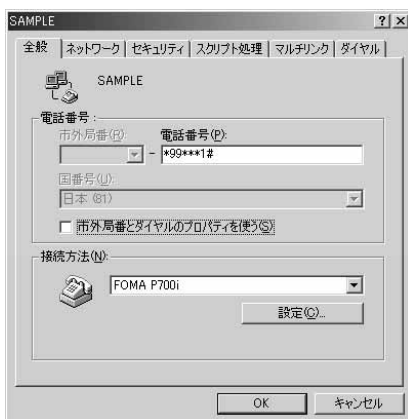 SAMPLE
全般 ネットワーク セキュリティ スクリプト処理 マルチリンク ダイヤル
SAMPLE
電話番号：
市外局番(R): 電話番号(P):
- *99***1#
国番号(U):
日本 (81)
市外局番とダイヤルのプロパティを使う(S)
接続方法(N):
FOMA P700i
設定(C)...
OK キャンセル